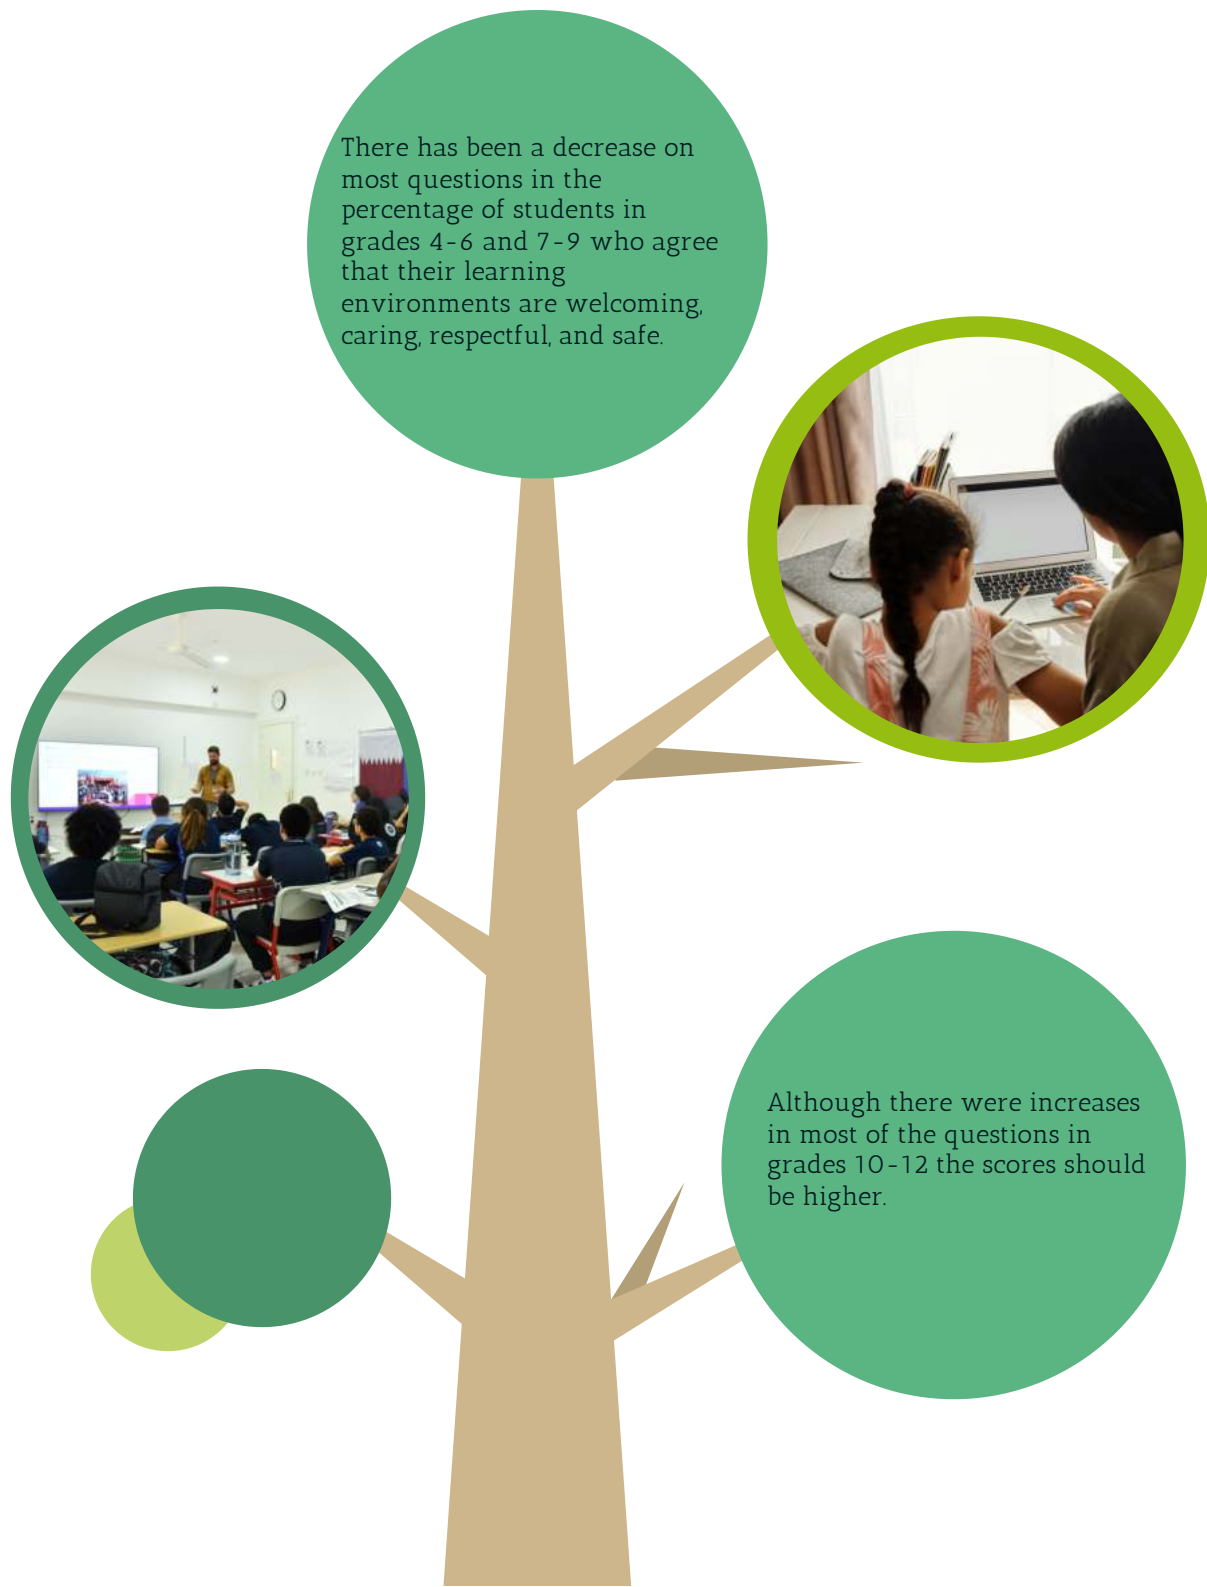 There has been a decrease on
most questions in the
percentage of students in
grades 4-6 and 7-9 who agree
that their learning
environments are welcoming,
caring, respectful, and safe.
Although there were increases
in most of the questions in
grades 10-12 the scores should
be higher.